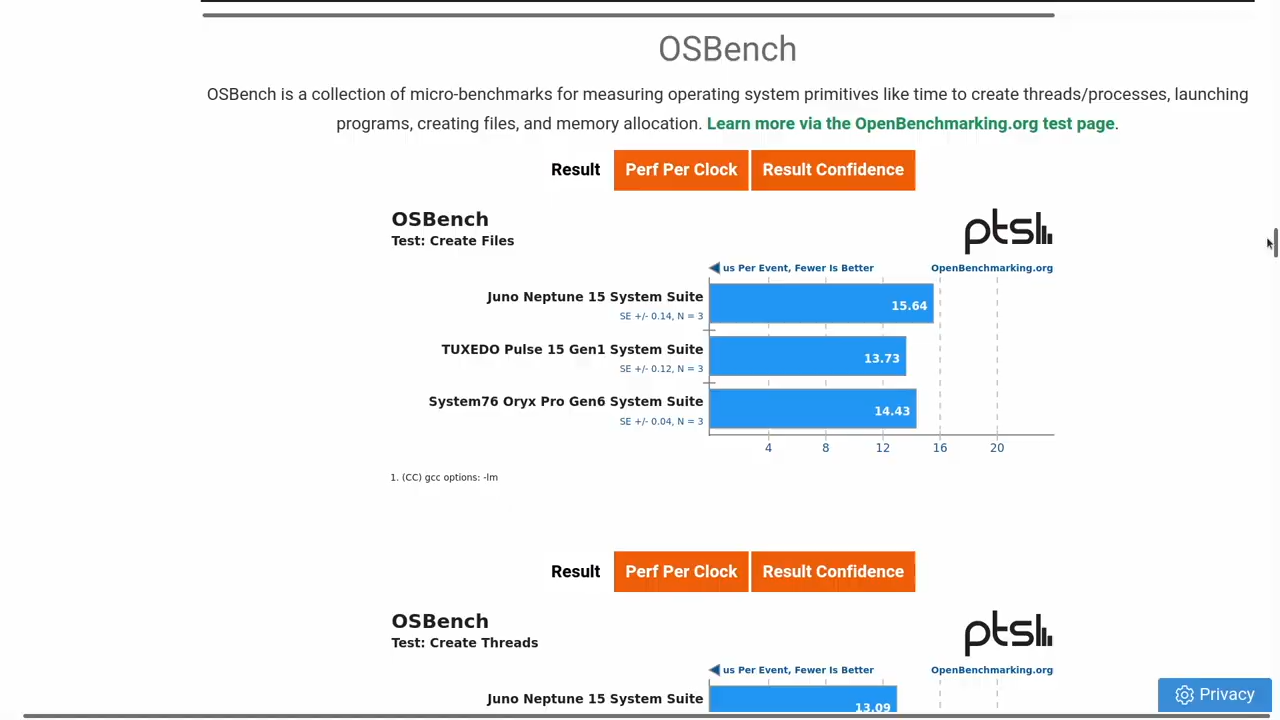 OSBench
OSBench is a collection of micro-benchmarks for measuring operating system primitives like time to create threads/processes, launching
programs, creating files, and memory allocation. Learn more via the OpenBenchmarking.org test page.
Result Perf Per Clock Result Confidence
OSBench
Test: Create Files
ptsl
us Per Event, Fewer Is Better OpenBenchmarking.org
Juno Neptune 15 System Suite 15.64
SE +/- 0.14, N = 3
TUXEDO Pulse 15 Gen1 System Suite 13.73
SE +/- 0.12, N = 3
System76 Oryx Pro Gen6 System Suite 14.43
SE +/- 0.04, N = 3
4 8 12 16 20
1. (CC) gcc options: -lm
Result Perf Per Clock Result Confidence
OSBench
Test: Create Threads
ptsl
us Per Event, Fewer Is Better OpenBenchmarking.org
Juno Neptune 15 System Suite 13.09
Privacy